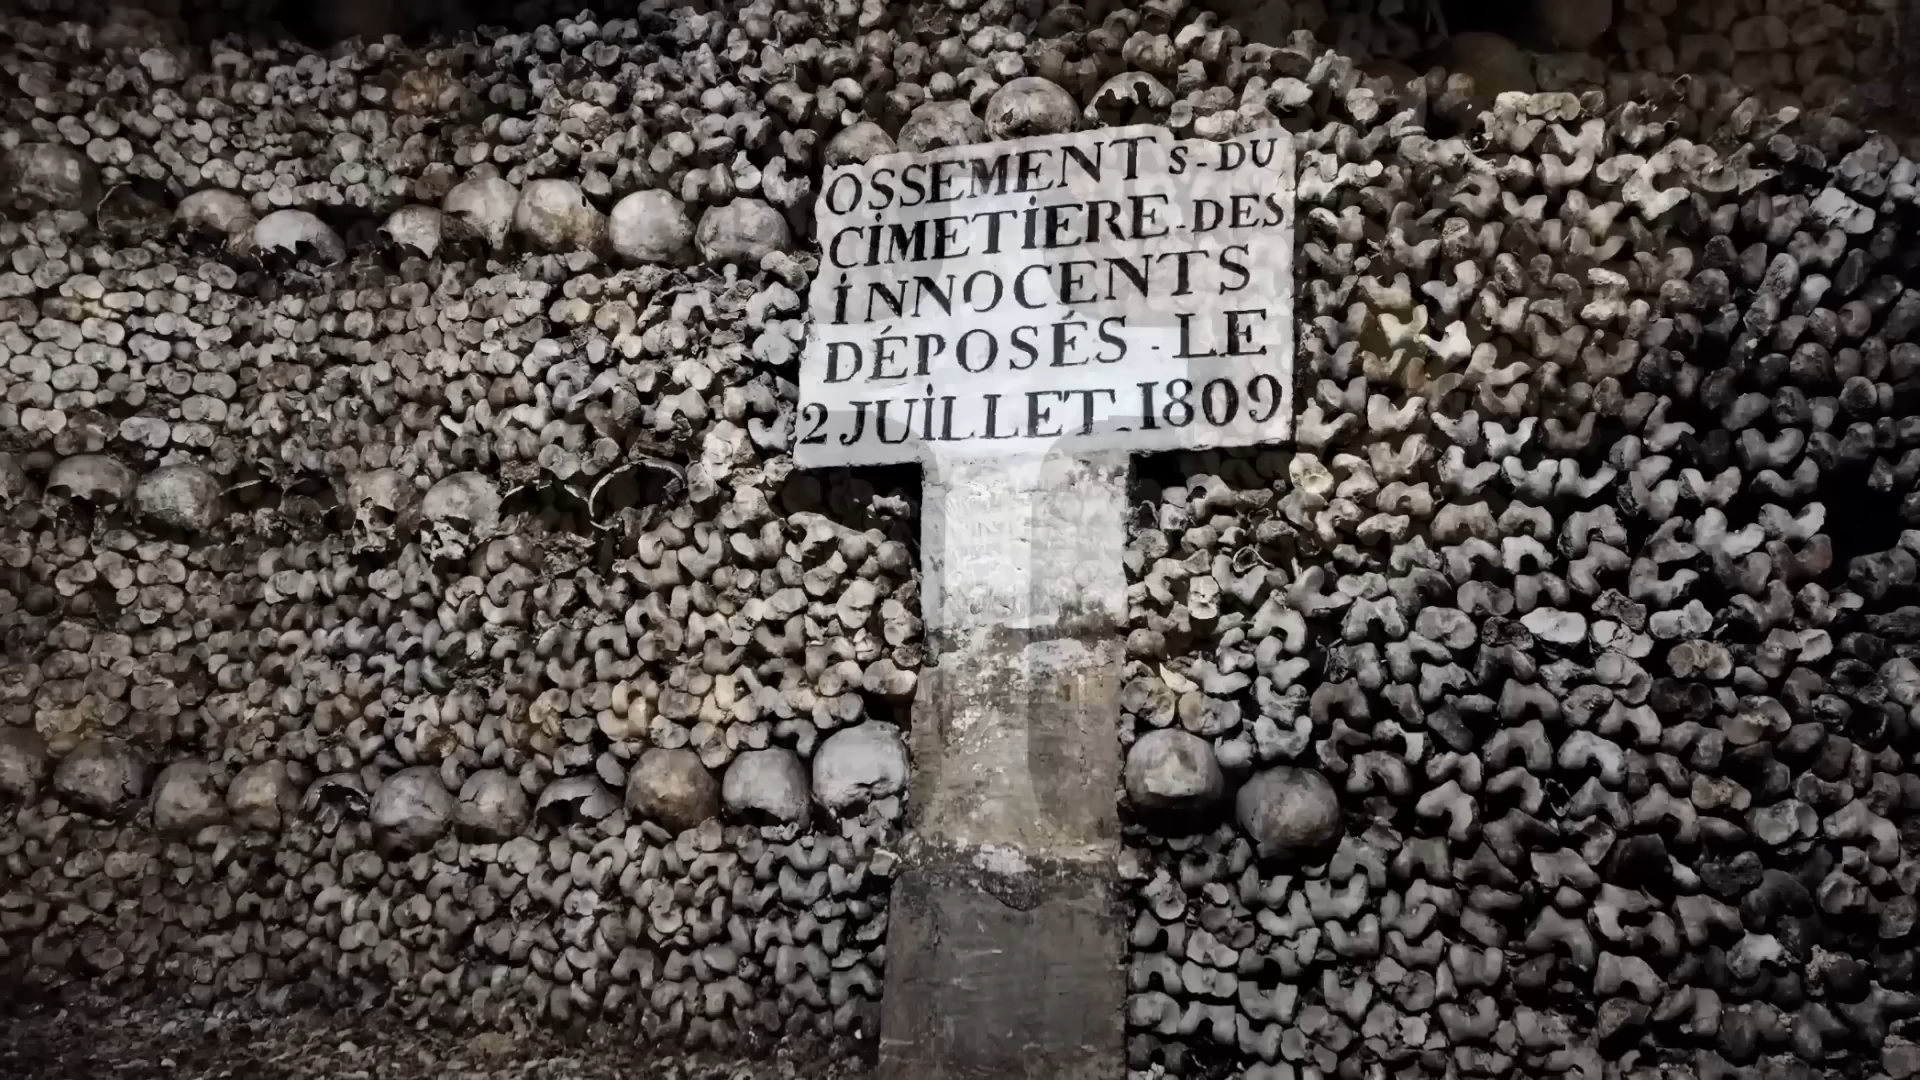 OSSEMENTS-DU
CIMETIERE-DES
INNOCENTS
DÉPOSÉS-LE
2 JUILLET-1809